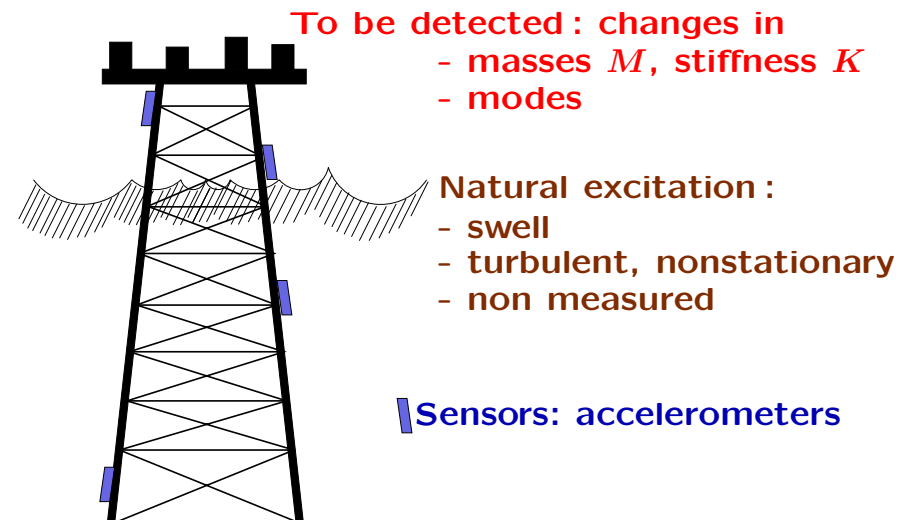 To be detected : changes in
- masses M, stiffness K
- modes
Natural excitation :
- swell
- turbulent, nonstationary
- non measured
Sensors: accelerometers